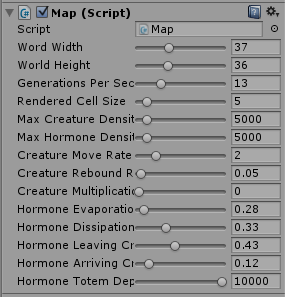 Map (Script)
Script Map
Word Width 37
World Height 36
Generations Per Sec 13
Rendered Cell Size 5
Max Creature Densit 5000
Max Hormone Densit 5000
Creature Move Rate 2
Creature Rebound R 0.05
Creature Multiplicatio 0
Hormone Evaporatio 0.28
Hormone Dissipation 0.33
Hormone Leaving Cr 0.43
Hormone Arriving Cr 0.12
Hormone Totem Dep 10000